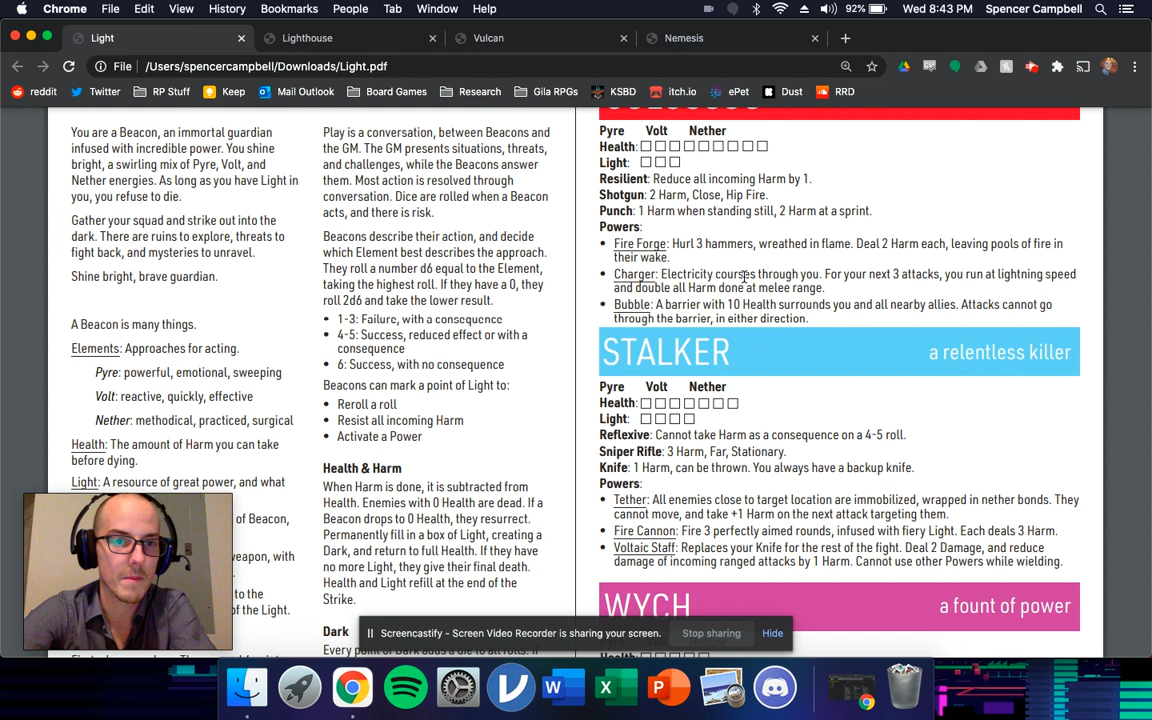 Chrome File Edit View History Bookmarks People Tab Window Help 92% Wed 8:43 PM Spencer Campbell
Light Lighthouse Vulcan Nemesis
File /Users/spencercampbell/Downloads/Light.pdf
reddit Twitter RP Stuff Keep Mail Outlook Board Games Research Gila RPGs KSBD itch.io ePet Dust RRD
You are a Beacon, an immortal guardian
infused with incredible power. You shine
bright, a swirling mix of Pyre, Volt, and
Nether energies. As long as you have Light in
you, you refuse to die.
Gather your squad and strike out into the
dark. There are ruins to explore, threats to
fight back, and mysteries to unravel.
Shine bright, brave guardian.
A Beacon is many things.
Elements: Approaches for acting.
Pyre: powerful, emotional, sweeping
Volt: reactive, quickly, effective
Nether: methodical, practiced, surgical
Health: The amount of Harm you can take
before dying.
Light: A resource of great power, and what
of Beacon,
weapon, with
to the
of the Light.
Play is a conversation, between Beacons and
the GM. The GM presents situations, threats,
and challenges, while the Beacons answer
them. Most action is resolved through
conversation. Dice are rolled when a Beacon
acts, and there is risk.
Beacons describe their action, and decide
which Element best describes the approach.
They roll a number d6 equal to the Element,
taking the highest roll. If they have a 0, they
roll 2d6 and take the lower result.
• 1-3: Failure, with a consequence
• 4-5: Success, reduced effect or with a
consequence
• 6: Success, with no consequence
Beacons can mark a point of Light to:
• Reroll a roll
• Resist all incoming Harm
• Activate a Power
Health & Harm
When Harm is done, it is subtracted from
Health. Enemies with 0 Health are dead. If a
Beacon drops to 0 Health, they resurrect.
Permanently fill in a box of Light, creating a
Dark, and return to full Health. If they have
no more Light, they give their final death.
Health and Light refill at the end of the
Strike.
Dark
Every point of Dark adds a die to all rolls. If
Pyre Volt Nether
Health:
Light:
Resilient: Reduce all incoming Harm by 1.
Shotgun: 2 Harm, Close, Hip Fire.
Punch: 1 Harm when standing still, 2 Harm at a sprint.
Powers:
• Fire Forge: Hurl 3 hammers, wreathed in flame. Deal 2 Harm each, leaving pools of fire in
their wake.
• Charger: Electricity courses through you. For your next 3 attacks, you run at lightning speed
and double all Harm done at melee range.
• Bubble: A barrier with 10 Health surrounds you and all nearby allies. Attacks cannot go
through the barrier, in either direction.
STALKER a relentless killer
Pyre Volt Nether
Health:
Light:
Reflexive: Cannot take Harm as a consequence on a 4-5 roll.
Sniper Rifle: 3 Harm, Far, Stationary.
Knife: 1 Harm, can be thrown. You always have a backup knife.
Powers:
• Tether: All enemies close to target location are immobilized, wrapped in nether bonds. They
cannot move, and take +1 Harm on the next attack targeting them.
• Fire Cannon: Fire 3 perfectly aimed rounds, infused with fiery Light. Each deals 3 Harm.
• Voltaic Staff: Replaces your Knife for the rest of the fight. Deal 2 Damage, and reduce
damage of incoming ranged attacks by 1 Harm. Cannot use other Powers while wielding.
WYCH a fount of power
Screencastify - Screen Video Recorder is sharing your screen. Stop sharing Hide